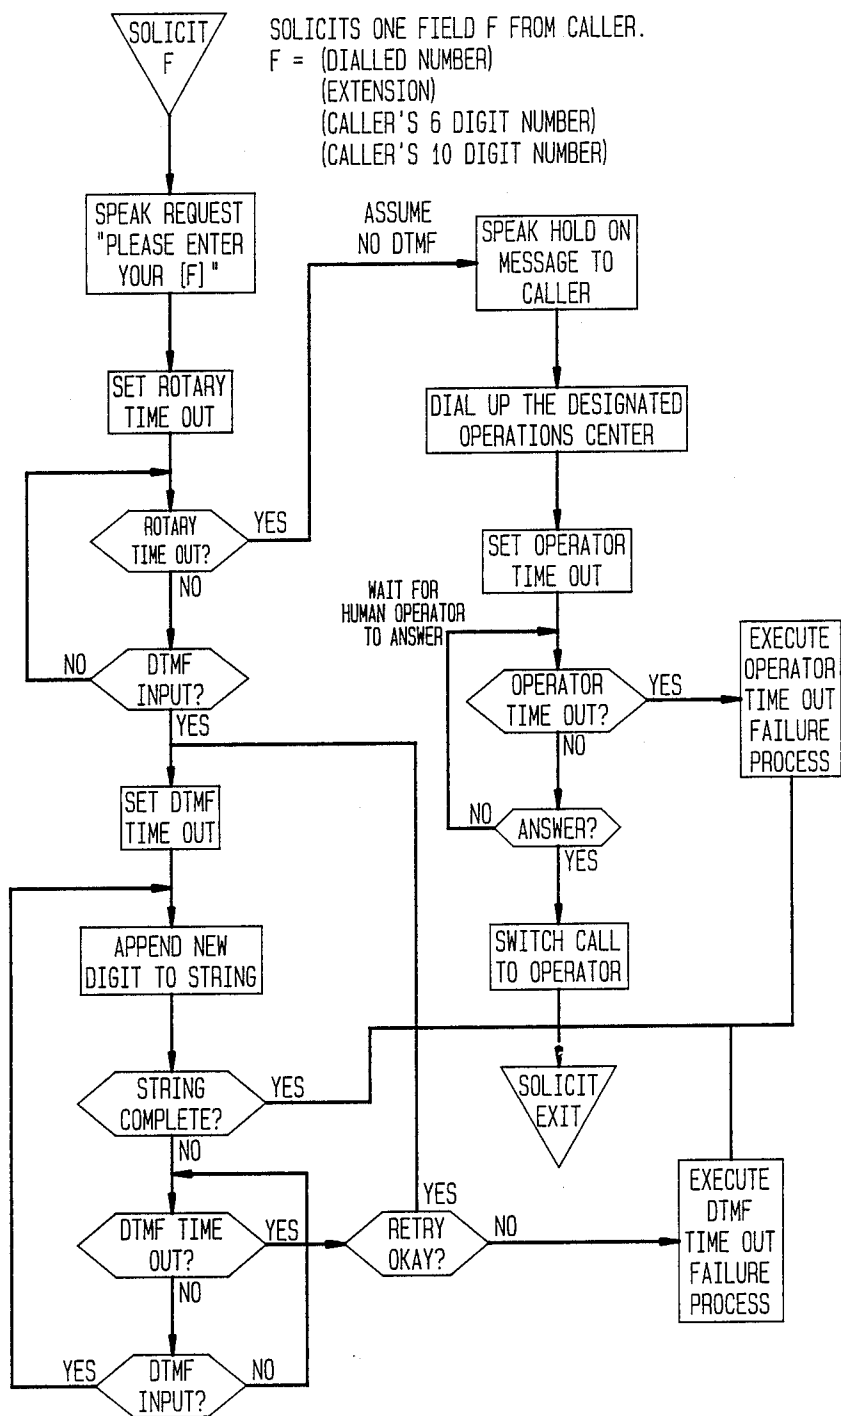 SOLICIT
F
SOLICITS ONE FIELD F FROM CALLER.
F = (DIALLED NUMBER)
(EXTENSION)
(CALLER'S 6 DIGIT NUMBER)
(CALLER'S 10 DIGIT NUMBER)
SPEAK REQUEST
"PLEASE ENTER
YOUR [F]"
SET ROTARY
TIME OUT
ROTARY
TIME OUT?
YES
NO
ASSUME
NO DTMF
DTMF
INPUT?
NO
YES
SET DTMF
TIME OUT
APPEND NEW
DIGIT TO STRING
STRING
COMPLETE?
YES
NO
DTMF TIME
OUT?
YES
NO
DTMF
INPUT?
YES
NO
RETRY
OKAY?
YES
NO
SPEAK HOLD ON
MESSAGE TO
CALLER
DIAL UP THE DESIGNATED
OPERATIONS CENTER
SET OPERATOR
TIME OUT
WAIT FOR
HUMAN OPERATOR
TO ANSWER
OPERATOR
TIME OUT?
YES
NO
ANSWER?
NO
YES
SWITCH CALL
TO OPERATOR
SOLICIT
EXIT
EXECUTE
OPERATOR
TIME OUT
FAILURE
PROCESS
EXECUTE
DTMF
TIME OUT
FAILURE
PROCESS